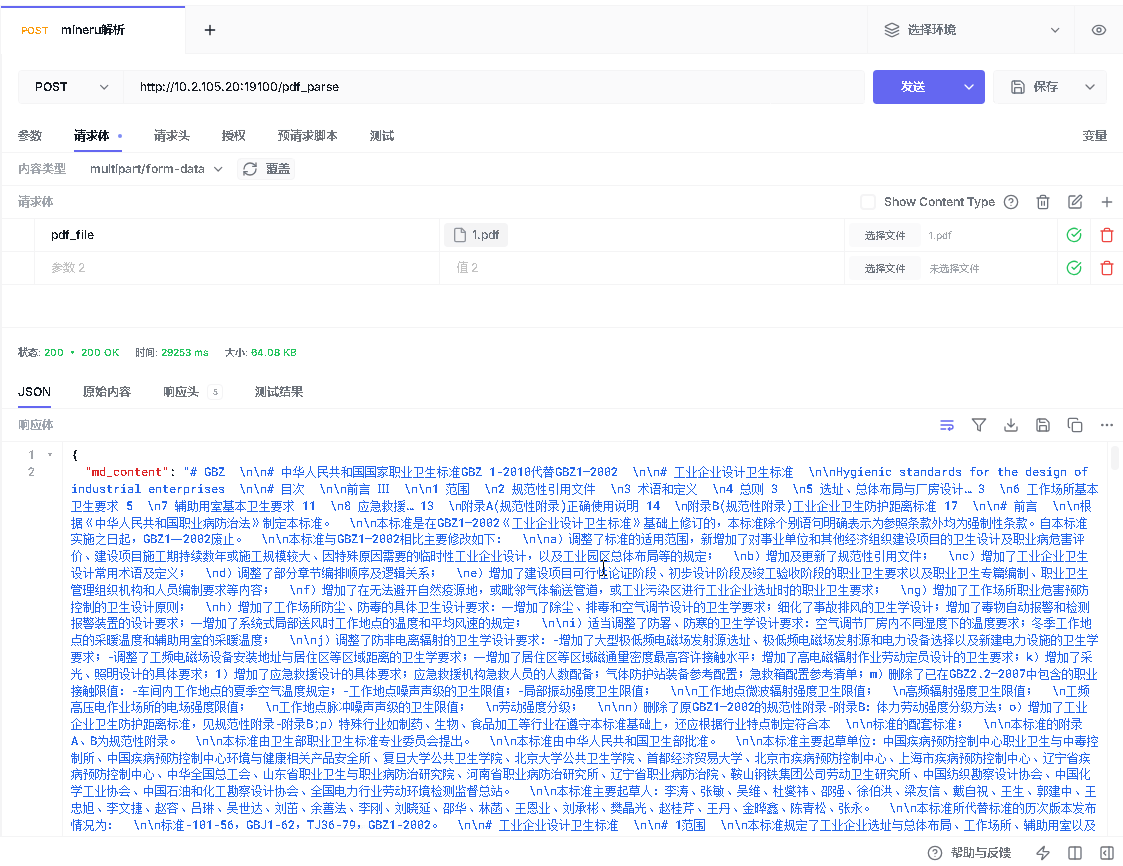 POST mineru解析
选择环境
POST http://10.2.105.20:19100/pdf_parse 发送 保存
参数 请求体 请求头 授权 预请求脚本 测试 变量
内容类型 multipart/form-data 覆盖
请求体 Show Content Type
pdf_file 1.pdf 选择文件 1.pdf
参数 2 值 2 选择文件 未选择文件
状态: 200 • 200 OK 时间: 29253 ms 大小: 64.08 KB
JSON 原始内容 响应头 5 测试结果
响应体
1 {
2 "md_content": "# GBZ \n\n# 中华人民共和国国家职业卫生标准GBZ 1-2010代替GBZ1—2002 \n\n# 工业企业设计卫生标准 \n\nHygienic standards for the design of
industrial enterprises \n\n# 目次 \n\n前言 III \n\n1 范围 \n2 规范性引用文件 \n3 术语和定义 \n4 总则 3 \n5 选址、总体布局与厂房设计… 3 \n6 工作场所基本
卫生要求 5 \n7 辅助用室基本卫生要求 11 \n8 应急救援… 13 \n附录A(规范性附录)正确使用说明 14 \n附录B(规范性附录)工业企业卫生防护距离标准 17 \n\n# 前言 \n\n根
据《中华人民共和国职业病防治法》制定本标准。 \n\n本标准是在GBZ1—2002《工业企业设计卫生标准》基础上修订的，本标准除个别语句明确表示为参照条款外均为强制性条款。自本标准
实施之日起，GBZ1—2002废止。 \n\n本标准与GBZ1—2002相比主要修改如下： \n\na）调整了标准的适用范围，新增加了对事业单位和其他经济组织建设项目的卫生设计及职业病危害评
价、建设项目施工期持续数年或施工规模较大、因特殊原因需要的临时性工业企业设计，以及工业园区总体布局等的规定； \nb）增加及更新了规范性引用文件； \nc）增加了工业企业卫生
设计常用术语及定义； \nd）调整了部分章节编排顺序及逻辑关系； \ne）增加了建设项目可行性论证阶段、初步设计阶段及竣工验收阶段的职业卫生要求以及职业卫生专篇编制、职业卫生
管理组织机构和人员编制要求等内容； \nf）增加了在无法避开自然疫源地，或毗邻气体输送管道，或工业污染区进行工业企业选址时的职业卫生要求； \ng）增加了工作场所职业危害预防
控制的卫生设计原则； \nh）增加了工作场所防尘、防毒的具体卫生设计要求：—增加了除尘、排毒和空气调节设计的卫生学要求；细化了事故排风的卫生学设计；增加了毒物自动报警和检测
报警装置的设计要求；—增加了系统式局部送风时工作地点的温度和平均风速的规定； \n\ni）适当调整了防暑、防寒的卫生学设计要求：空气调节厂房内不同湿度下的温度要求；冬季工作地
点的采暖温度和辅助用室的采暖温度； \n\nj）调整了防非电离辐射的卫生学设计要求：-增加了大型极低频电磁场发射源选址、极低频电磁场发射源和电力设备选择以及新建电力设施的卫生学
要求；-调整了工频电磁场设备安装地址与居住区等区域距离的卫生学要求；—增加了居住区等区域磁通量密度最高容许接触水平；增加了高电磁辐射作业劳动定员设计的卫生要求；k）增加了采
光、照明设计的具体要求；1）增加了应急救援设计的具体要求；应急救援机构急救人员的人数配备；气体防护站装备参考配置；急救箱配置参考清单；m）删除了已在GBZ2.2—2007中包含的职业
接触限值：-车间内工作地点的夏季空气温度规定；-工作地点噪声声级的卫生限值；-局部振动强度卫生限值； \n\n工作地点微波辐射强度卫生限值； \n高频辐射强度卫生限值； \n工频
高压电作业场所的电场强度限值； \n工作地点脉冲噪声声级的卫生限值； \n劳动强度分级； \n\nn）删除了原GBZ1—2002的规范性附录-附录B：体力劳动强度分级方法；o）增加了工业
企业卫生防护距离标准，见规范性附录-附录B;p）特殊行业如制药、生物、食品加工等行业在遵守本标准基础上，还应根据行业特点制定符合本 \n\n标准的配套标准； \n\n本标准的附录
A、B为规范性附录。 \n\n本标准由卫生部职业卫生标准专业委员会提出。 \n\n本标准由中华人民共和国卫生部批准。 \n\n本标准主要起草单位：中国疾病预防控制中心职业卫生与中毒控
制所、中国疾病预防控制中心环境与健康相关产品安全所、复旦大学公共卫生学院、北京大学公共卫生学院、首都经济贸易大学、北京市疾病预防控制中心、上海市疾病预防控制中心、辽宁省疾
病预防控制中心、中华全国总工会、山东省职业卫生与职业病防治研究院、河南省职业病防治研究所、辽宁省职业病防治院、鞍山钢铁集团公司劳动卫生研究所、中国纺织勘察设计协会、中国化
学工业协会、中国石油和化工勘察设计协会、全国电力行业劳动环境检测监督总站。 \n\n本标准主要起草人：李涛、张敏、吴维、杜燮祎、邵强、徐伯洪、梁友信、戴自祝、王生、郭建中、王
忠旭、李文捷、赵容、吕琳、吴世达、刘茁、余善法、李刚、刘晓延、邵华、林菡、王恩业、刘承彬、樊晶光、赵桂芹、王丹、金晔鑫、陈青松、张永。 \n\n本标准所代替标准的历次版本发布
情况为： \n\n标准-101-56，GBJ1-62，TJ36-79，GBZ1-2002。 \n\n# 工业企业设计卫生标准 \n\n# 1范围 \n\n本标准规定了工业企业选址与总体布局、工作场所、辅助用室以及
帮助与反馈